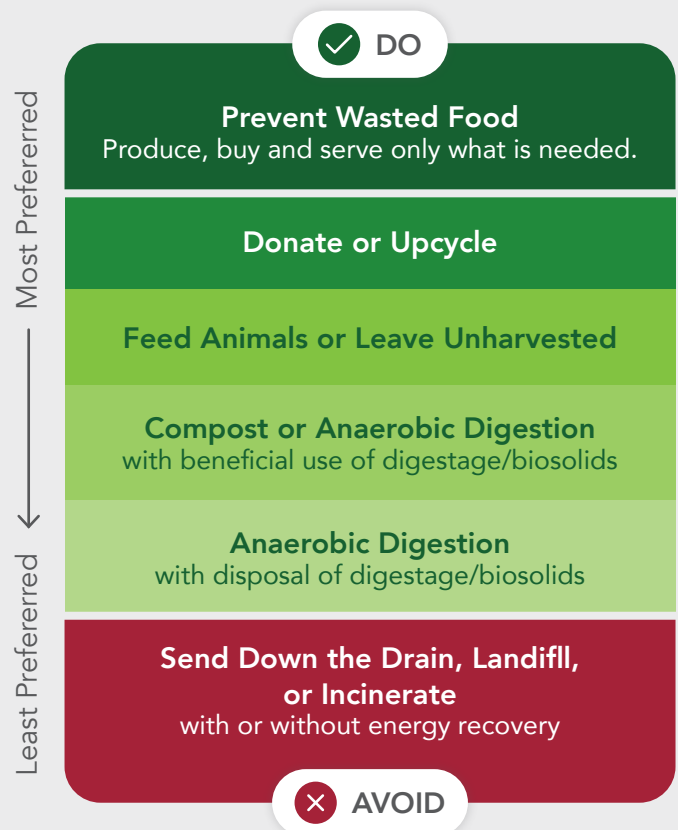 DO
Prevent Wasted Food
Produce, buy and serve only what is needed.
Donate or Upcycle
Feed Animals or Leave Unharvested
Compost or Anaerobic Digestion
with beneficial use of digestage/biosolids
Anaerobic Digestion
with disposal of digestage/biosolids
Send Down the Drain, Landifll,
or Incinerate
with or without energy recovery
AVOID
Most Prefererred
Least Prefererred